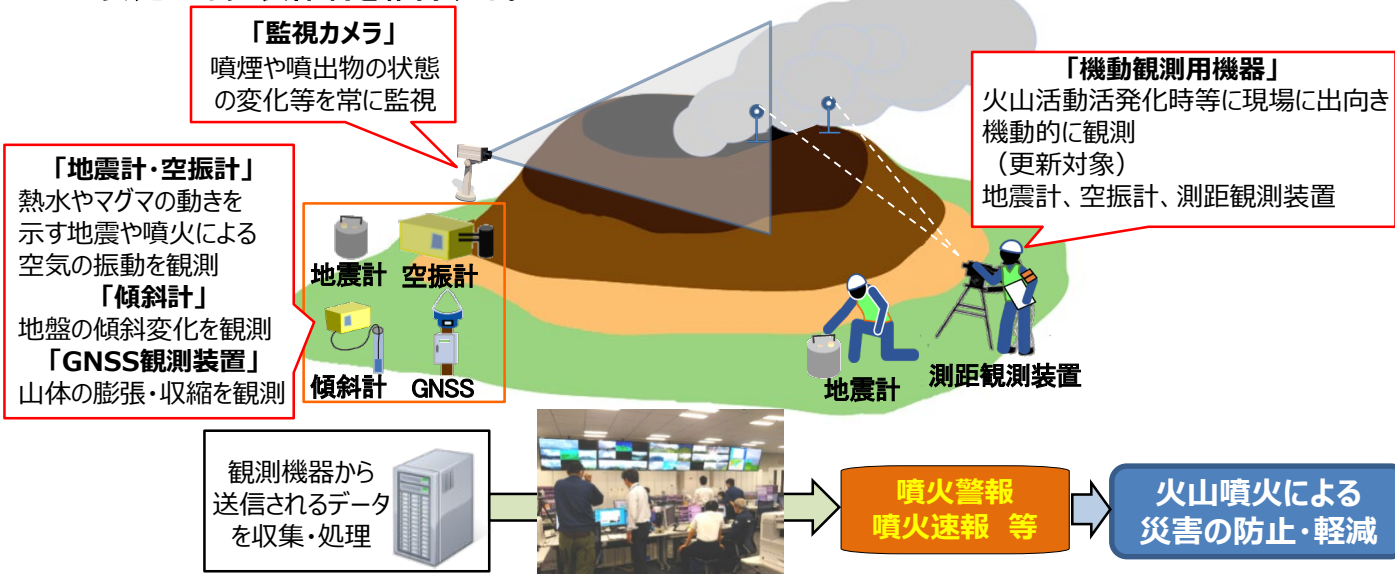 「監視カメラ」
噴煙や噴出物の状態
の変化等を常に監視
「機動観測用機器」
火山活動活発化時等に現場に出向き
機動的に観測
（更新対象）
地震計、空振計、測距観測装置
「地震計・空振計」
熱水やマグマの動きを
示す地震や噴火による
空気の振動を観測
「傾斜計」
地盤の傾斜変化を観測
「GNSS観測装置」
山体の膨張・収縮を観測
地震計 空振計
傾斜計 GNSS
地震計
測距観測装置
観測機器から
送信されるデータ
を収集・処理
噴火警報
噴火速報 等
火山噴火による
災害の防止・軽減